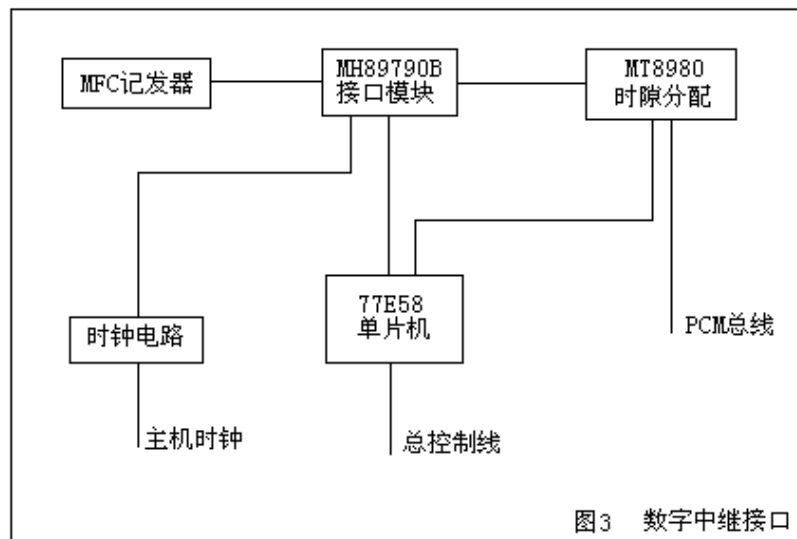 MFC记发器
MH89790B
接口模块
MT8980
时隙分配
77E58
单片机
时钟电路
PCM总线
主机时钟
总控制线
图3 数字中继接口